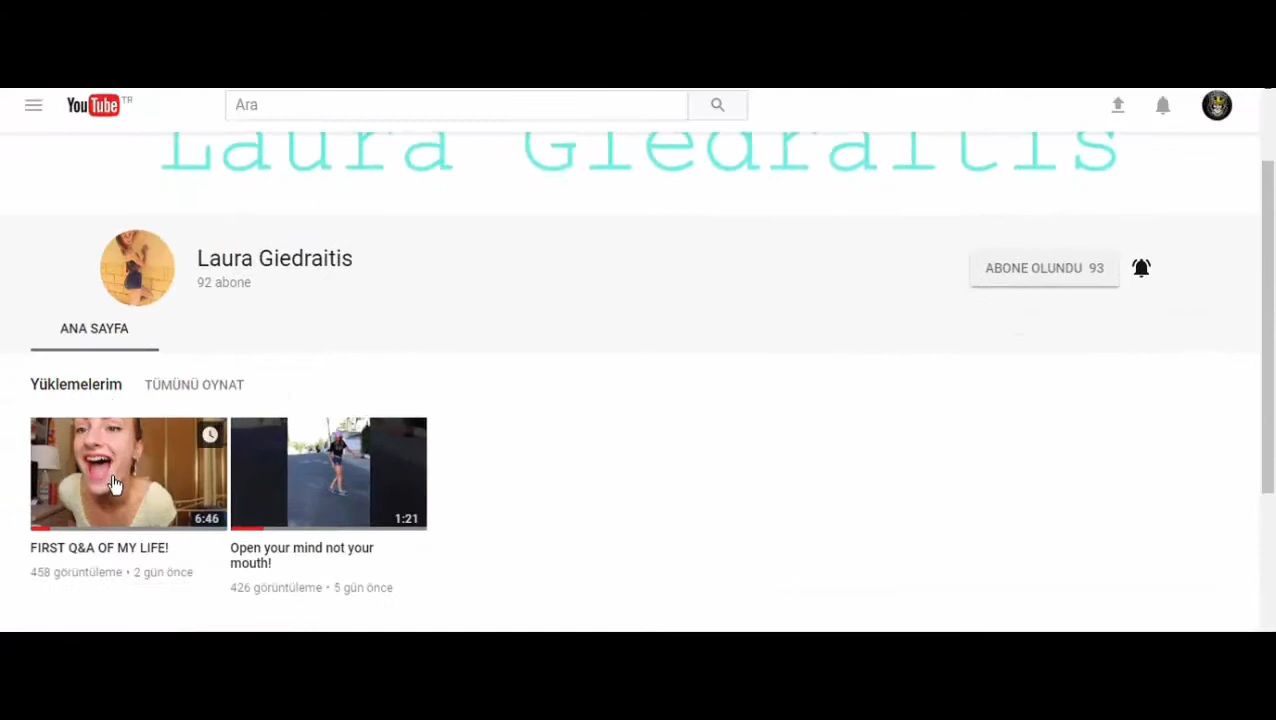 YouTube TR
Ara
Laura Giedraitis
Laura Giedraitis
92 abone
ABONE OLUNDU 93
ANA SAYFA
Yüklemelerim TÜMÜNÜ OYNAT
6:46
1:21
FIRST Q&A OF MY LIFE!
458 görüntüleme • 2 gün önce
Open your mind not your
mouth!
426 görüntüleme • 5 gün önce